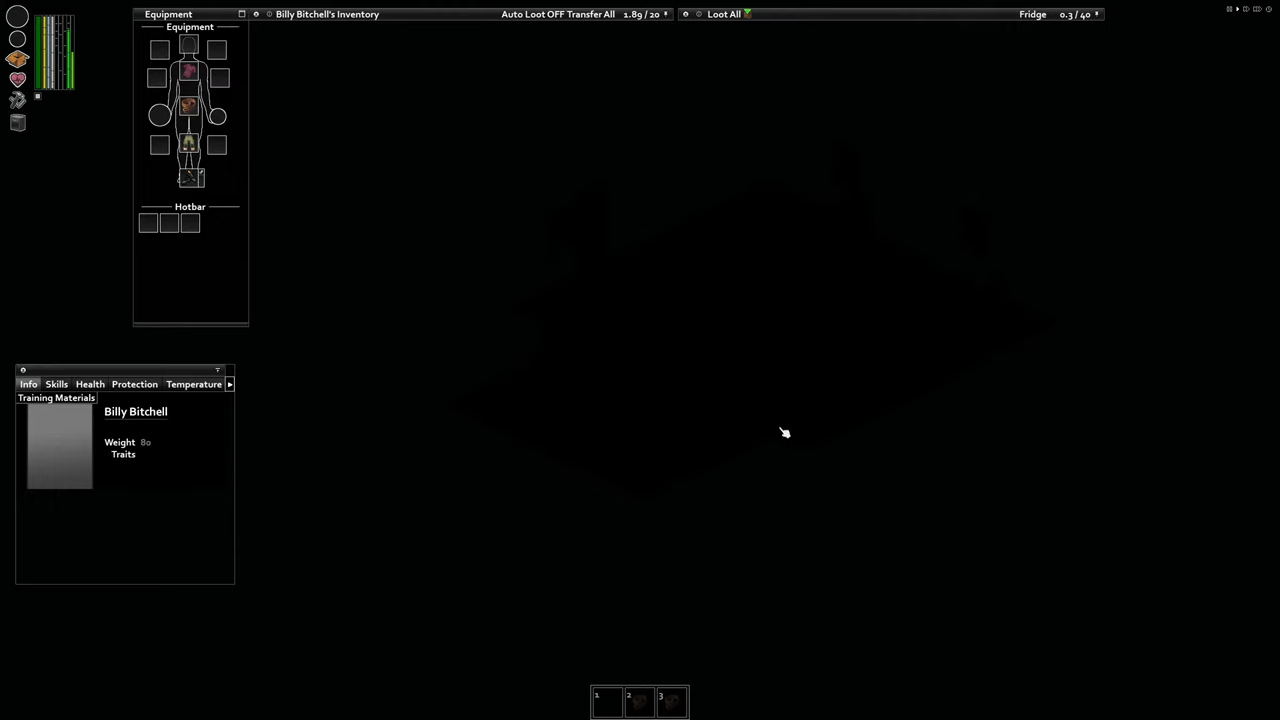 Equipment
Billy Bitchell's Inventory
Auto Loot OFF Transfer All 1.89 / 20
Loot All
Fridge 0.3 / 40
Equipment
Hotbar
Info Skills Health Protection Temperature
Training Materials
Billy Bitchell
Weight 80
Traits
1 2 3